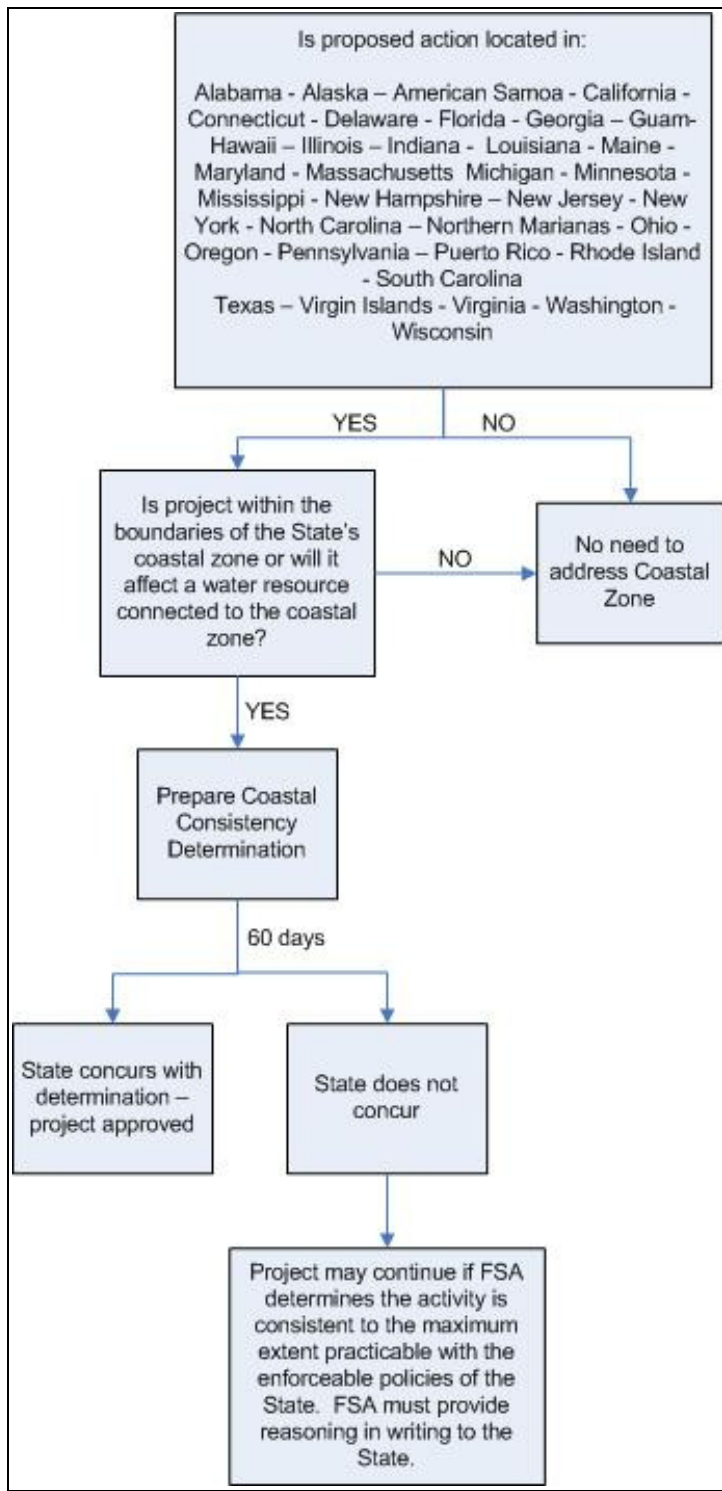 Is proposed action located in:
Alabama - Alaska – American Samoa - California -
Connecticut - Delaware - Florida - Georgia – Guam-
Hawaii – Illinois – Indiana -  Louisiana - Maine -
Maryland - Massachusetts  Michigan - Minnesota -
Mississippi - New Hampshire – New Jersey - New
York - North Carolina – Northern Marianas - Ohio -
Oregon - Pennsylvania – Puerto Rico - Rhode Island
- South Carolina
Texas – Virgin Islands - Virginia - Washington -
Wisconsin
YES
NO
Is project within the
boundaries of the State’s
coastal zone or will it
affect a water resource
connected to the coastal
zone?
NO
No need to
address Coastal
Zone
YES
Prepare Coastal
Consistency
Determination
60 days
State concurs with
determination –
project approved
State does not
concur
Project may continue if FSA
determines the activity is
consistent to the maximum
extent practicable with the
enforceable policies of the
State.  FSA must provide
reasoning in writing to the
State.